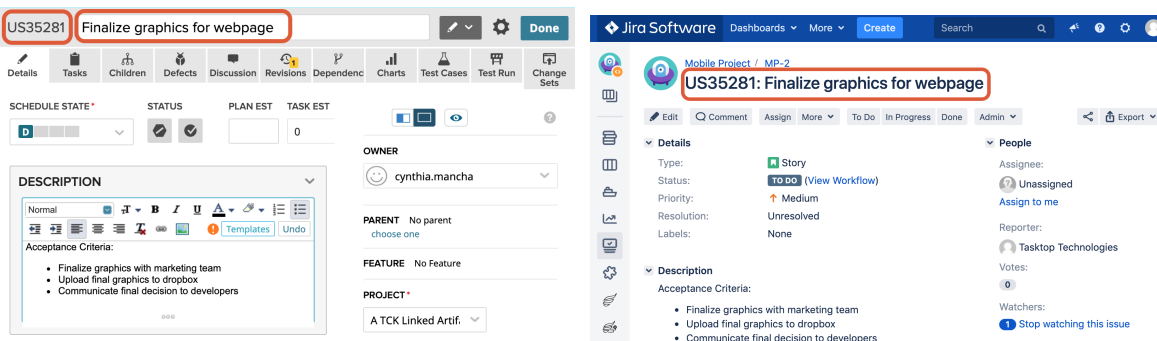 US35281 Finalize graphics for webpage
Done
Details Tasks Children Defects Discussion Revisions Dependenc Charts Test Cases Test Run Change Sets
1
SCHEDULE STATE * STATUS PLAN EST TASK EST
D
0
OWNER
cynthia.mancha
DESCRIPTION
Normal
T B I U A
Templates Undo
PARENT No parent
choose one
Acceptance Criteria:
• Finalize graphics with marketing team
• Upload final graphics to dropbox
• Communicate final decision to developers
FEATURE No Feature
PROJECT *
A TCK Linked Artif
Jira Software Dashboards More Create Search
Mobile Project / MP-2
US35281: Finalize graphics for webpage
Edit Comment Assign More To Do In Progress Done Admin Export
Details
Type: Story
Status: TO DO (View Workflow)
Priority: Medium
Resolution: Unresolved
Labels: None
Description
Acceptance Criteria:
• Finalize graphics with marketing team
• Upload final graphics to dropbox
• Communicate final decision to developers
People
Assignee:
Unassigned
Assign to me
Reporter:
Tasktop Technologies
Votes:
0
Watchers:
1 Stop watching this issue